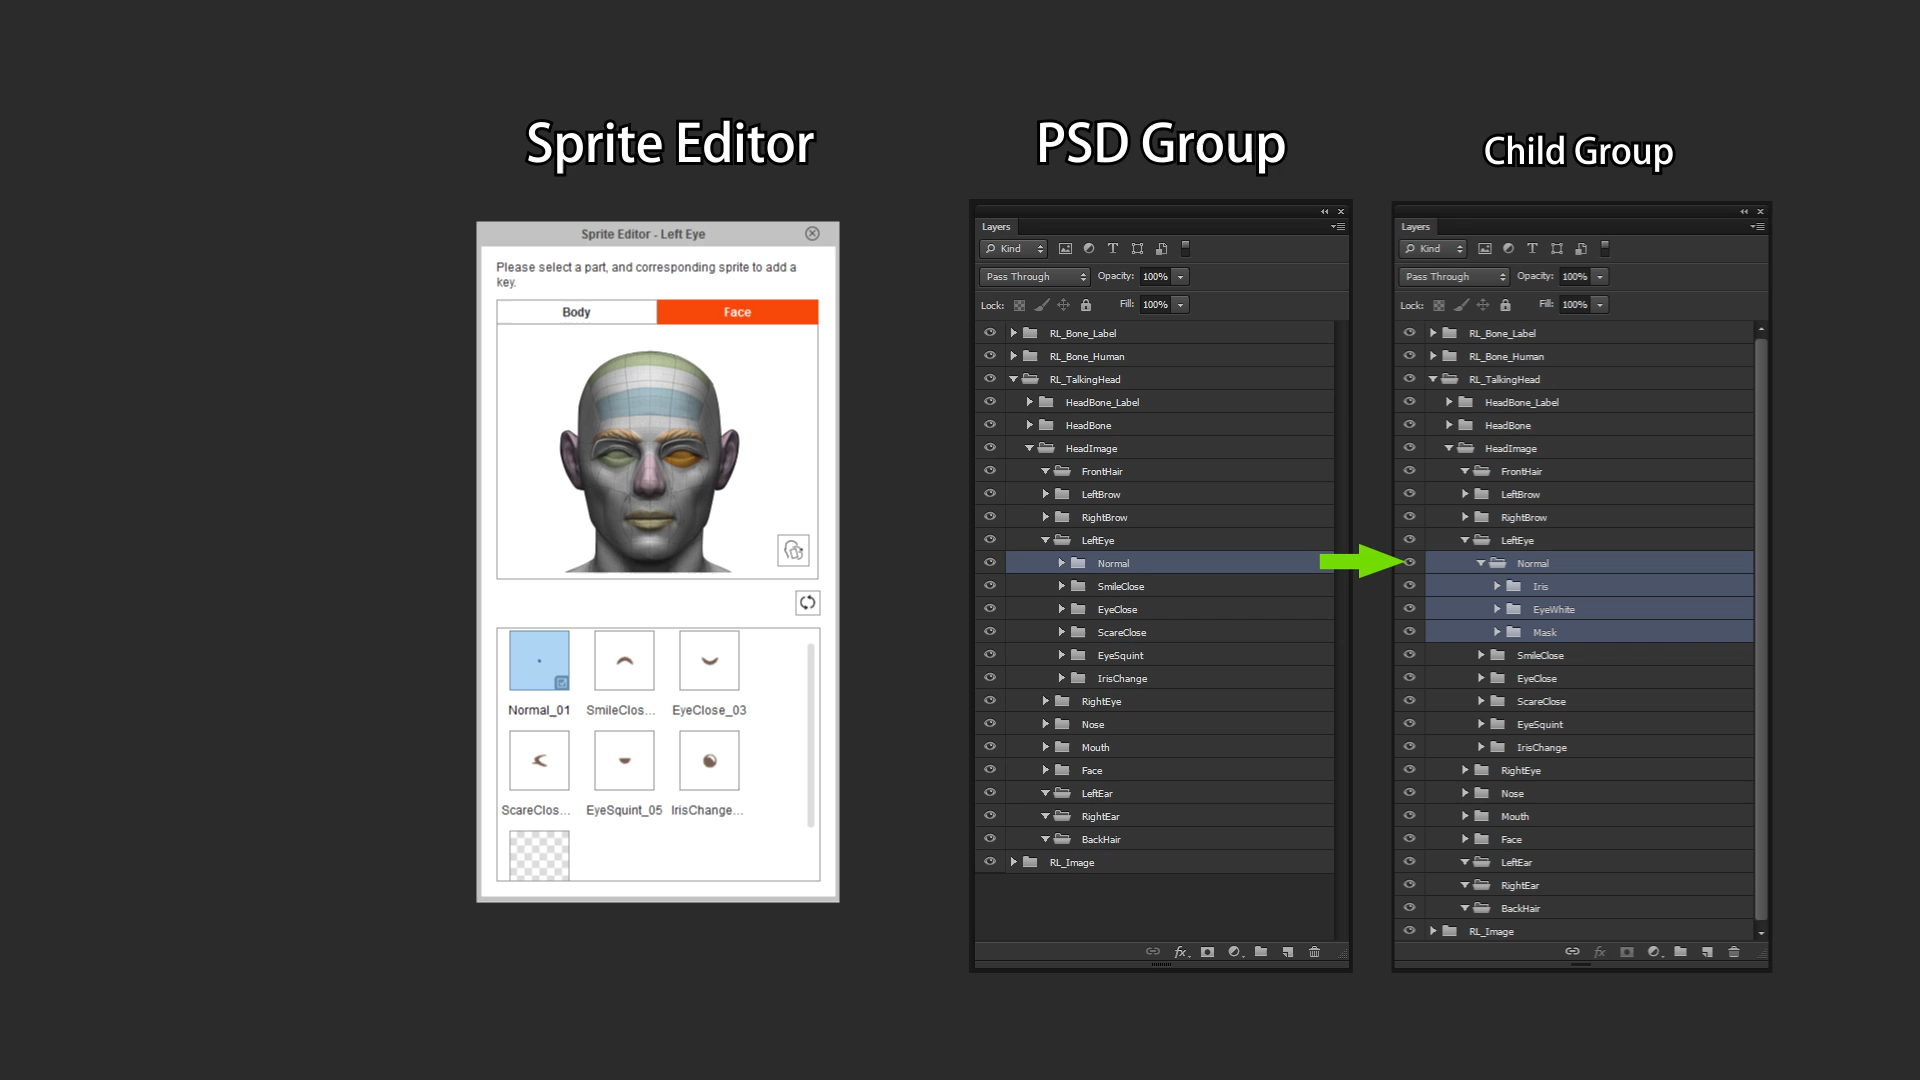 Sprite Editor
PSD Group
Child Group
Sprite Editor - Left Eye
Please select a part, and corresponding sprite to add a
key.
Body
Face
Normal_01
SmileClos...
EyeClose_03
ScareClos...
EyeSquint_05
IrisChange...
Layers
Kind
Pass Through
Opacity: 100%
Lock:
Fill: 100%
RL_Bone_Label
RL_Bone_Human
RL_TalkingHead
HeadBone_Label
HeadBone
HeadImage
FrontHair
LeftBrow
RightBrow
LeftEye
Normal
SmileClose
EyeClose
ScareClose
EyeSquint
IrisChange
RightEye
Nose
Mouth
Face
LeftEar
RightEar
BackHair
RL_Image
fx
Layers
Kind
Pass Through
Opacity: 100%
Lock:
Fill: 100%
RL_Bone_Label
RL_Bone_Human
RL_TalkingHead
HeadBone_Label
HeadBone
HeadImage
FrontHair
LeftBrow
RightBrow
LeftEye
Normal
Iris
EyeWhite
Mask
SmileClose
EyeClose
ScareClose
EyeSquint
IrisChange
RightEye
Nose
Mouth
Face
LeftEar
RightEar
BackHair
RL_Image
fx